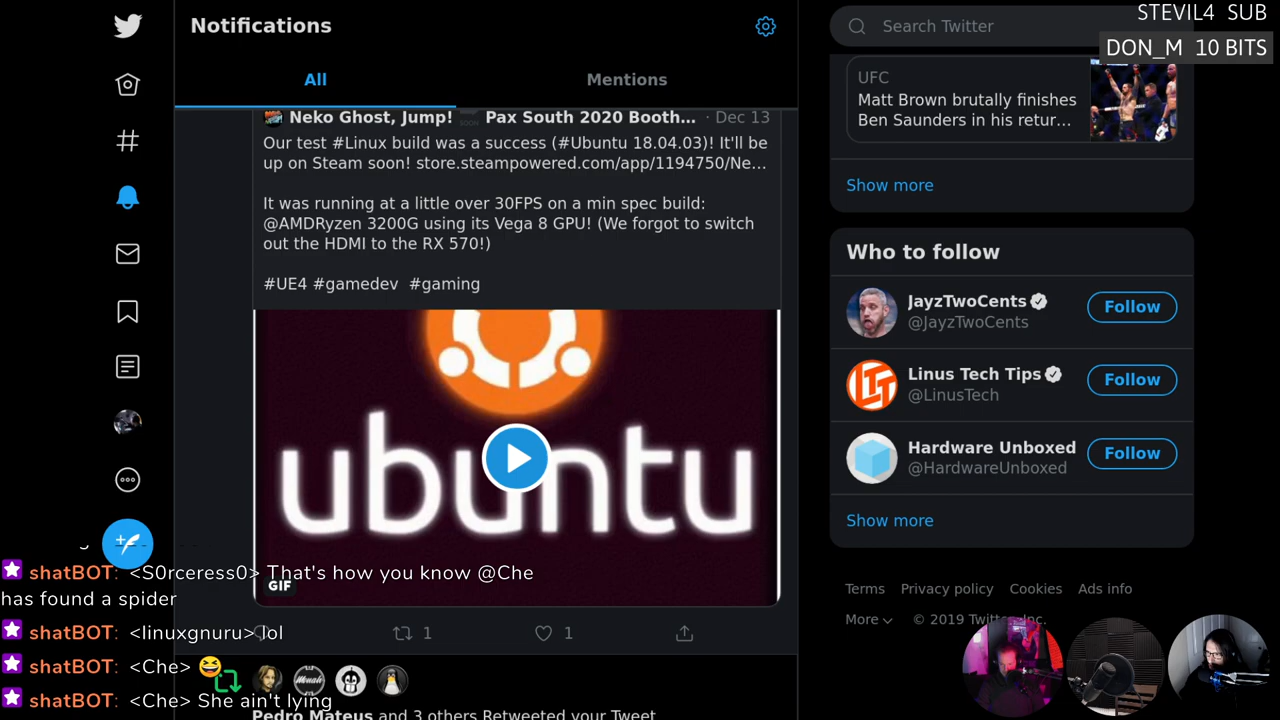 Notifications
All
Mentions
Neko Ghost, Jump!
SOON
Pax South 2020 Booth... · Dec 13
Our test #Linux build was a success (#Ubuntu 18.04.03)! It'll be
up on Steam soon! store.steampowered.com/app/1194750/Ne...
It was running at a little over 30FPS on a min spec build:
@AMDRyzen 3200G using its Vega 8 GPU! (We forgot to switch
out the HDMI to the RX 570!)
#UE4 #gamedev #gaming
ubuntu
GIF
1
1
Pedro Mateus and 3 others Retweeted your Tweet
shatBOT: <S0rceress0> That's how you know @Che
has found a spider
shatBOT: <linuxgnuru> lol
shatBOT: <Che> 😆
shatBOT: <Che> She ain't lying
Search Twitter
STEVIL4 SUB
DON_M 10 BITS
UFC
Matt Brown brutally finishes
Ben Saunders in his retur...
Show more
Who to follow
JayzTwoCents
@JayzTwoCents
Follow
Linus Tech Tips
@LinusTech
Follow
Hardware Unboxed
@HardwareUnboxed
Follow
Show more
Terms Privacy policy Cookies Ads info
More © 2019 Twitter, Inc.